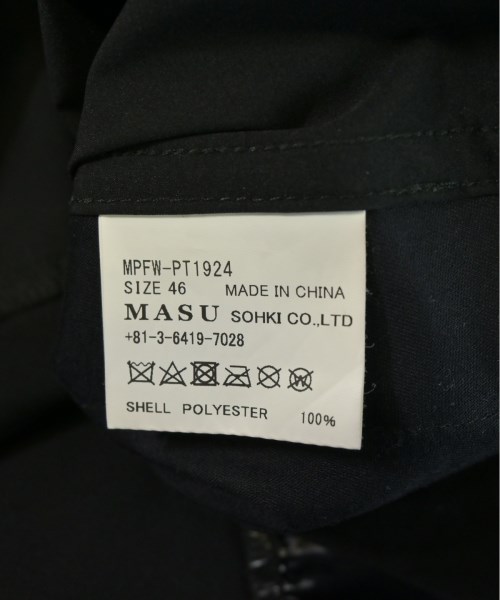 MPFW-PT1924
SIZE 46 MADE IN CHINA
MASU SOHKI CO.,LTD
+81-3-6419-7028
SHELL POLYESTER 100%